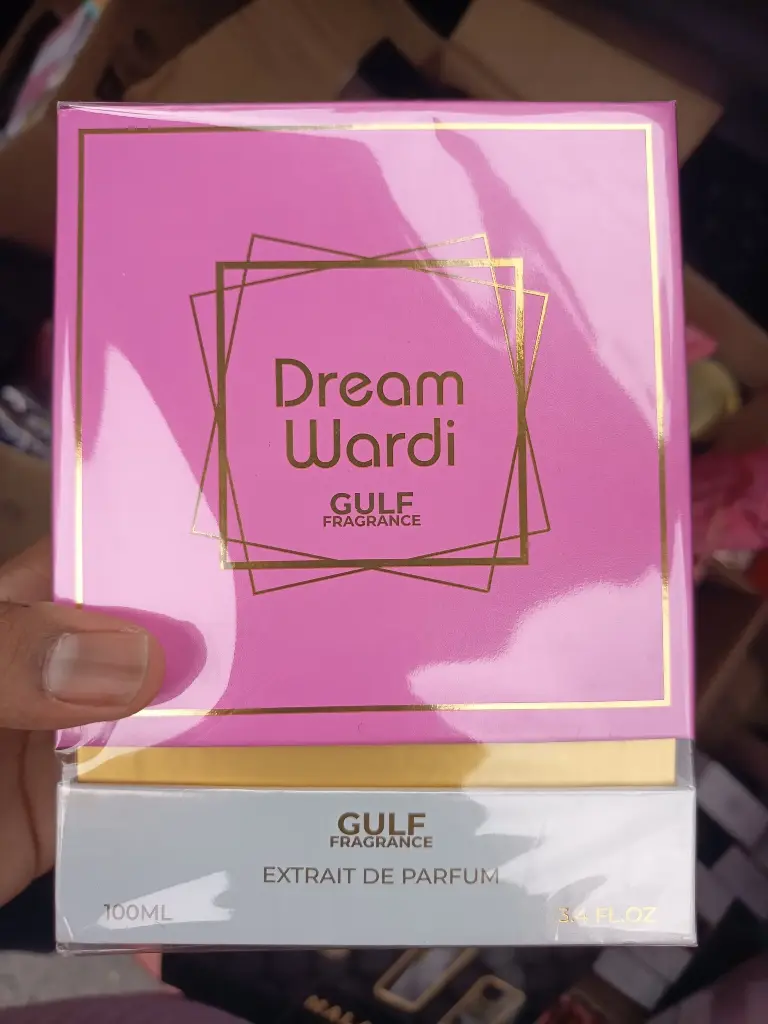 Dream
Wardi
GULF
FRAGRANCE
GULF
FRAGRANCE
EXTRAIT DE PARFUM
100ML
3.4 FL.OZ